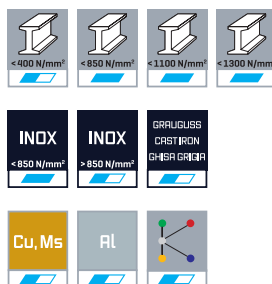 <400 N/mm² <850 N/mm² <1100 N/mm² <1300 N/mm²
INOX INOX GRAUGUSS
CAST IRON
GHISA GRIGIA
<850 N/mm² >850 N/mm²
Cu, Ms Al